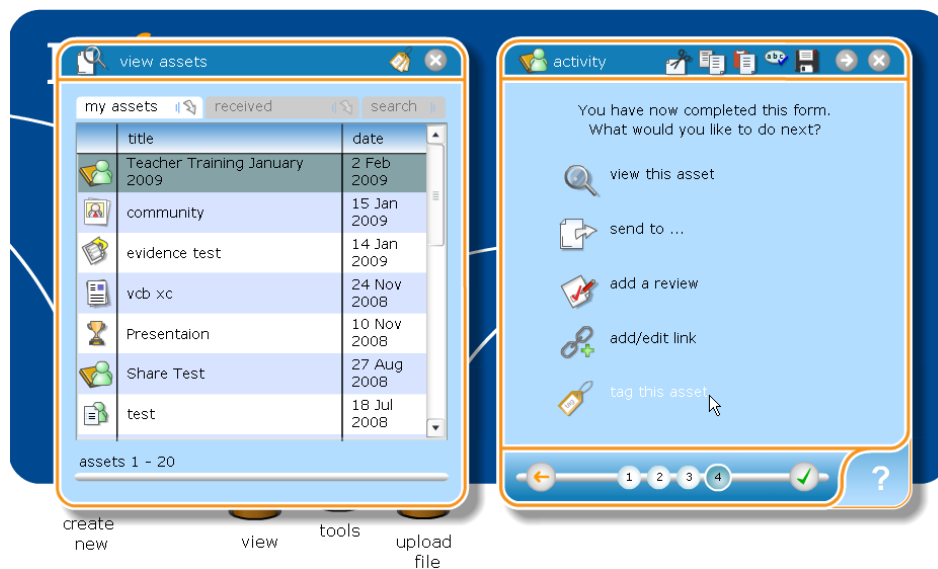 view assets
my assets
received
search
title
date
Teacher Training January
2009
2 Feb
2009
community
15 Jan
2009
evidence test
14 Jan
2009
vcb xc
24 Nov
2008
Presentaion
10 Nov
2008
Share Test
27 Aug
2008
test
18 Jul
2008
assets 1 - 20
activity
abc
You have now completed this form.
What would you like to do next?
view this asset
send to ...
add a review
add/edit link
tag this asset
1
2
3
4
?
create
new
view
tools
upload
file